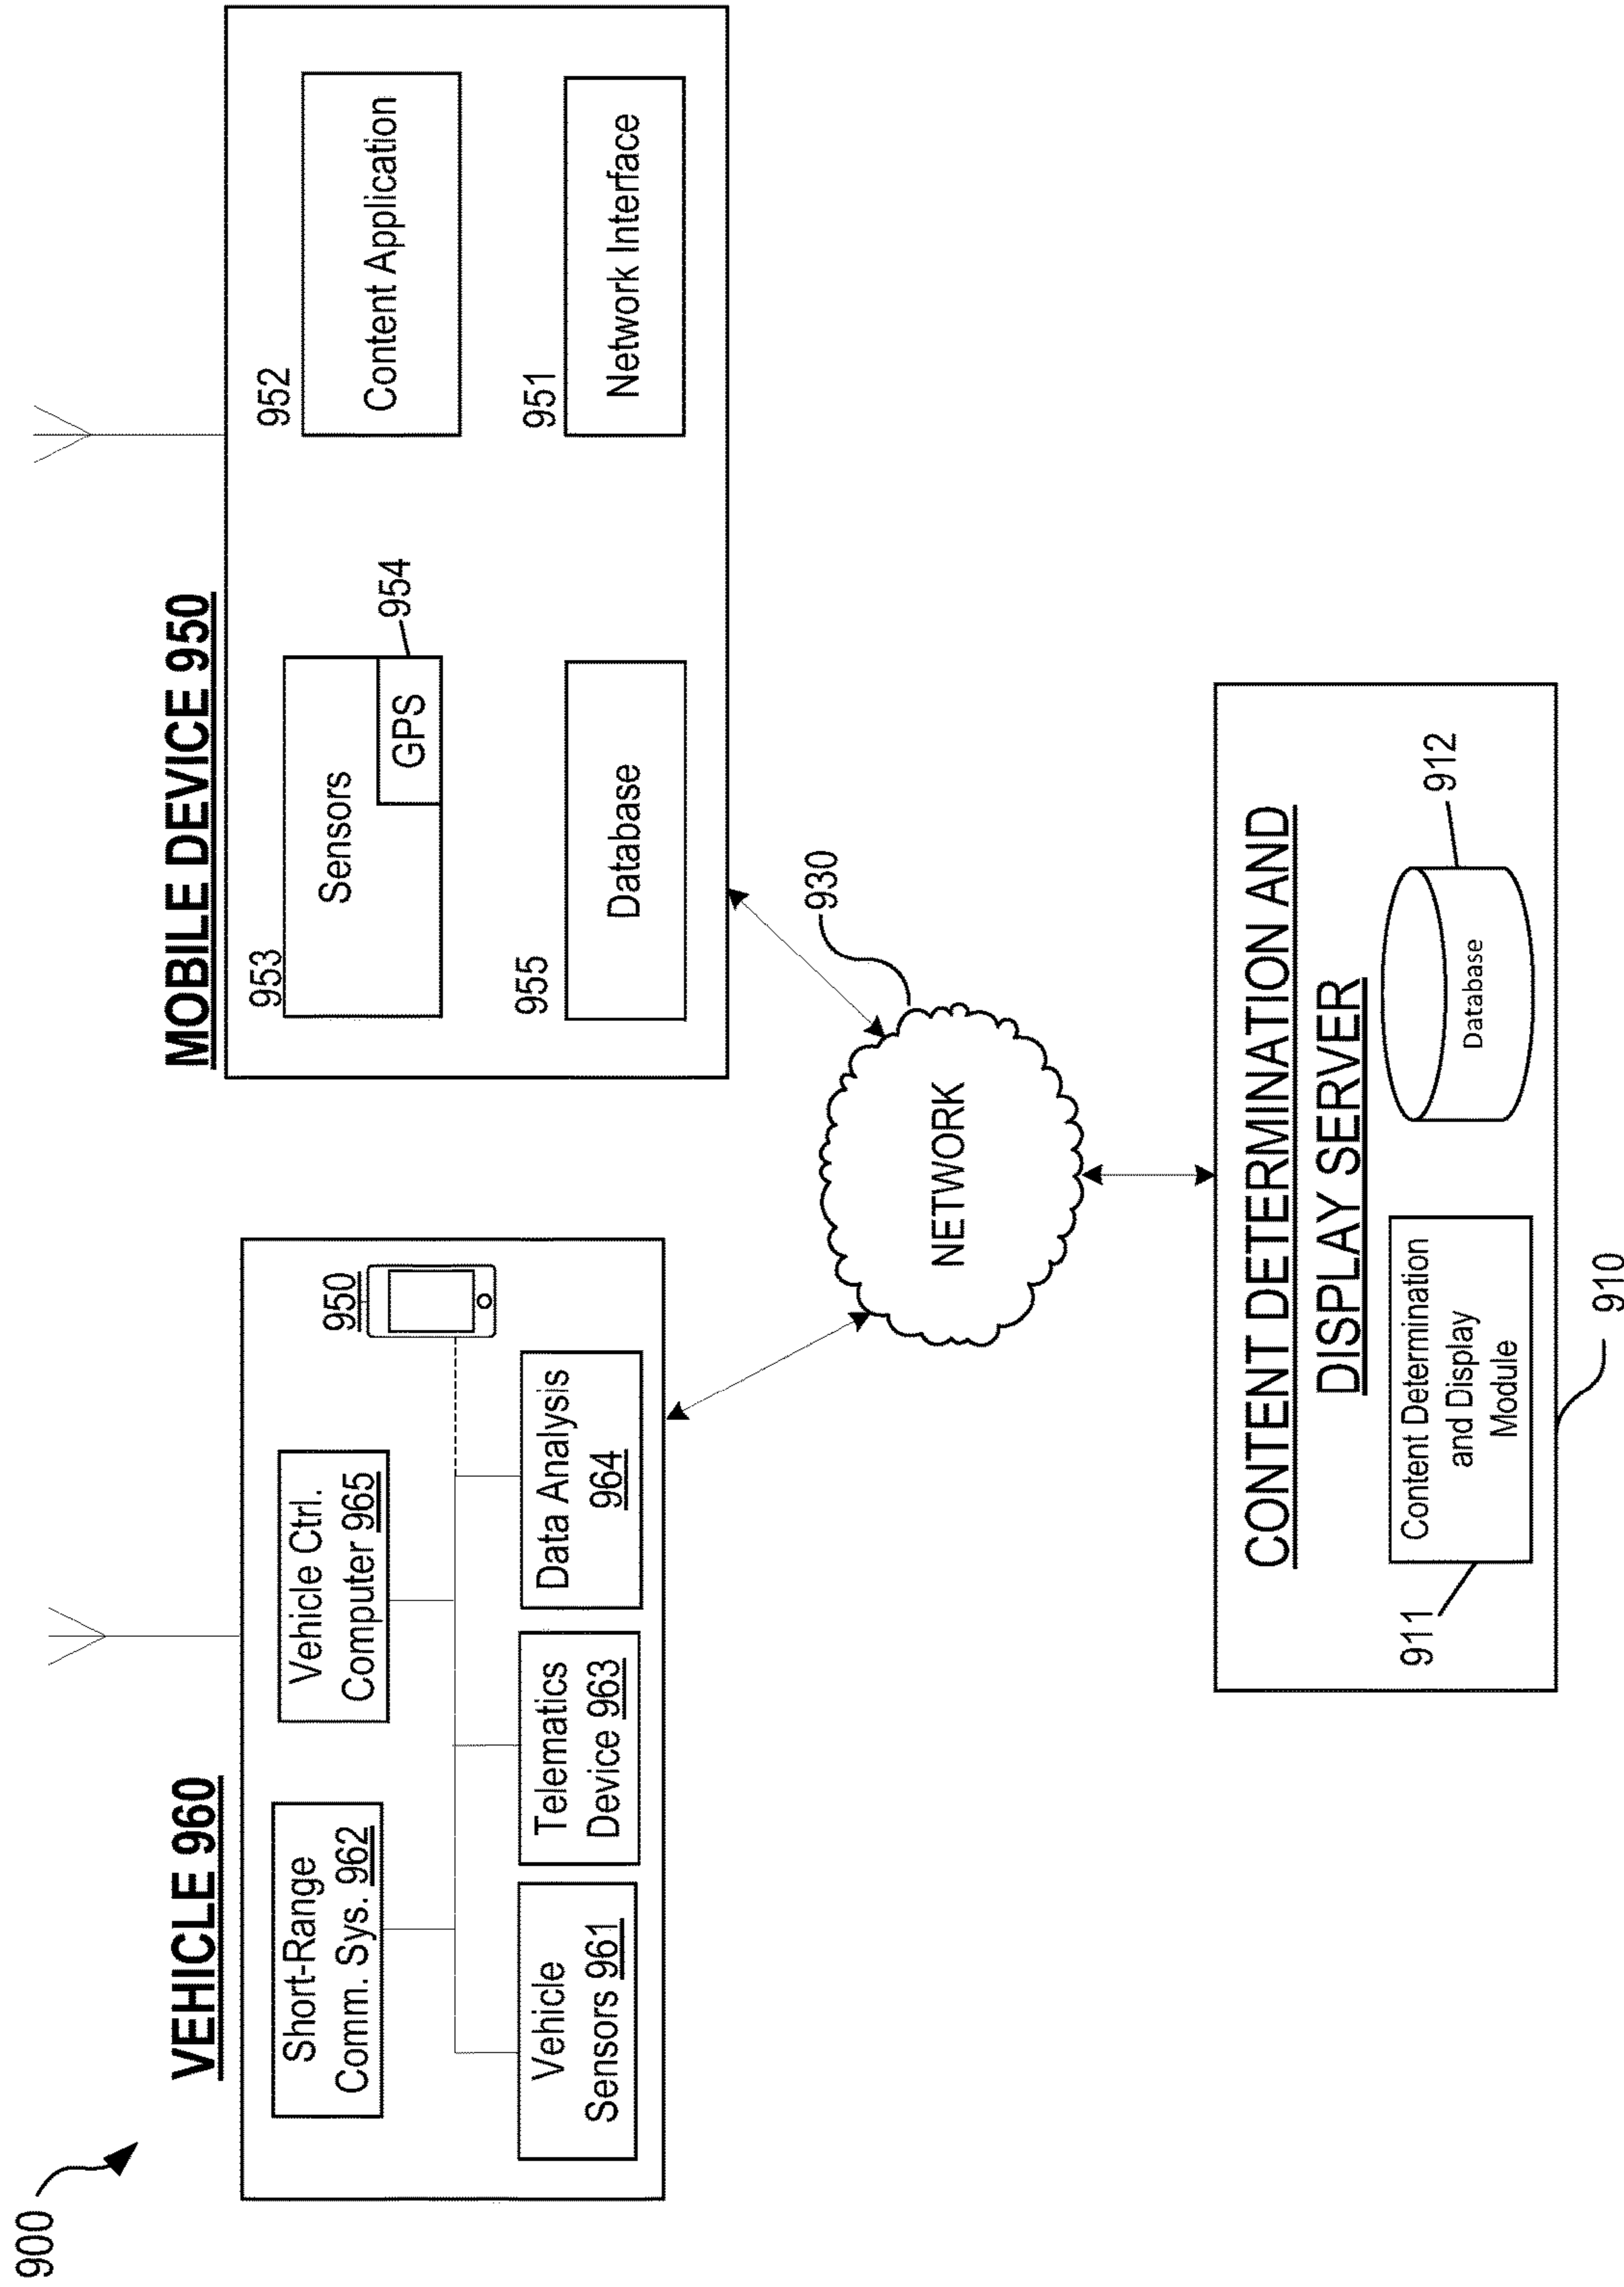 900
VEHICLE 960
Short-Range
Comm. Sys. 962
Vehicle Ctrl.
Computer 965
950
Vehicle
Sensors 961
Telematics
Device 963
Data Analysis
964
MOBILE DEVICE 950
953
Sensors
GPS
954
952
Content Application
955
Database
951
Network Interface
930
NETWORK
CONTENT DETERMINATION AND
DISPLAY SERVER
911
Content Determination
and Display
Module
Database
912
910